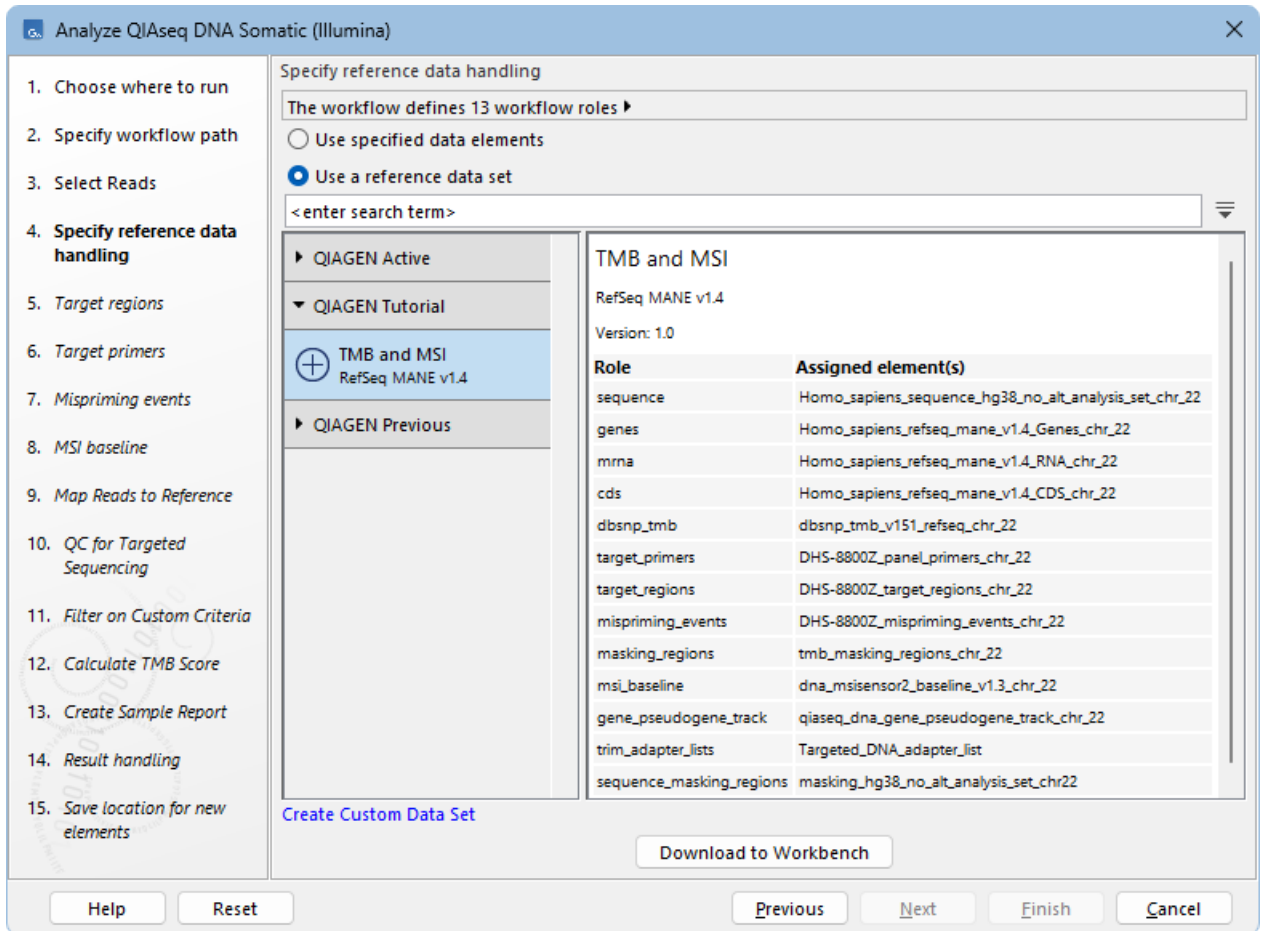 Analyze QIAseq DNA Somatic (Illumina)
1. Choose where to run
2. Specify workflow path
3. Select Reads
4. Specify reference data
handling
5. Target regions
6. Target primers
7. Mispriming events
8. MSI baseline
9. Map Reads to Reference
10. QC for Targeted
Sequencing
11. Filter on Custom Criteria
12. Calculate TMB Score
13. Create Sample Report
14. Result handling
15. Save location for new
elements
Specify reference data handling
The workflow defines 13 workflow roles
Use specified data elements
Use a reference data set
<enter search term>
QIAGEN Active
QIAGEN Tutorial
TMB and MSI
RefSeq MANE v1.4
QIAGEN Previous
TMB and MSI
RefSeq MANE v1.4
Version: 1.0
Role Assigned element(s)
sequence Homo_sapiens_sequence_hg38_no_alt_analysis_set_chr_22
genes Homo_sapiens_refseq_mane_v1.4_Genes_chr_22
mrna Homo_sapiens_refseq_mane_v1.4_RNA_chr_22
cds Homo_sapiens_refseq_mane_v1.4_CDS_chr_22
dbsnp_tmb dbsnp_tmb_v151_refseq_chr_22
target_primers DHS-8800Z_panel_primers_chr_22
target_regions DHS-8800Z_target_regions_chr_22
mispriming_events DHS-8800Z_mispriming_events_chr_22
masking_regions tmb_masking_regions_chr_22
msi_baseline dna_msisensor2_baseline_v1.3_chr_22
gene_pseudogene_track qiaseq_dna_gene_pseudogene_track_chr_22
trim_adapter_lists Targeted_DNA_adapter_list
sequence_masking_regions masking_hg38_no_alt_analysis_set_chr22
Create Custom Data Set
Download to Workbench
Help Reset Previous Next Finish Cancel